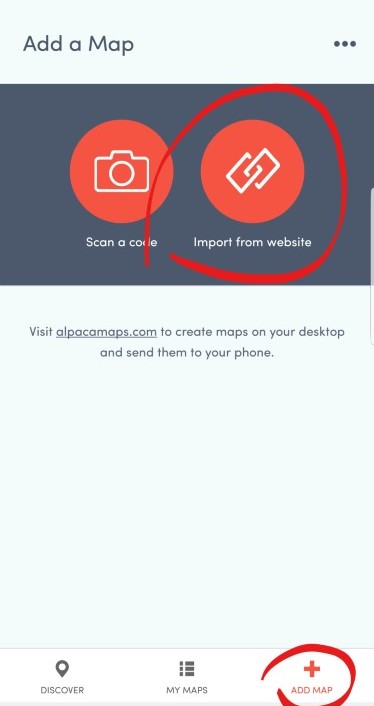 Add a Map
Scan a code
Import from website
Visit alpacamaps.com to create maps on your desktop
and send them to your phone.
DISCOVER
MY MAPS
ADD MAP